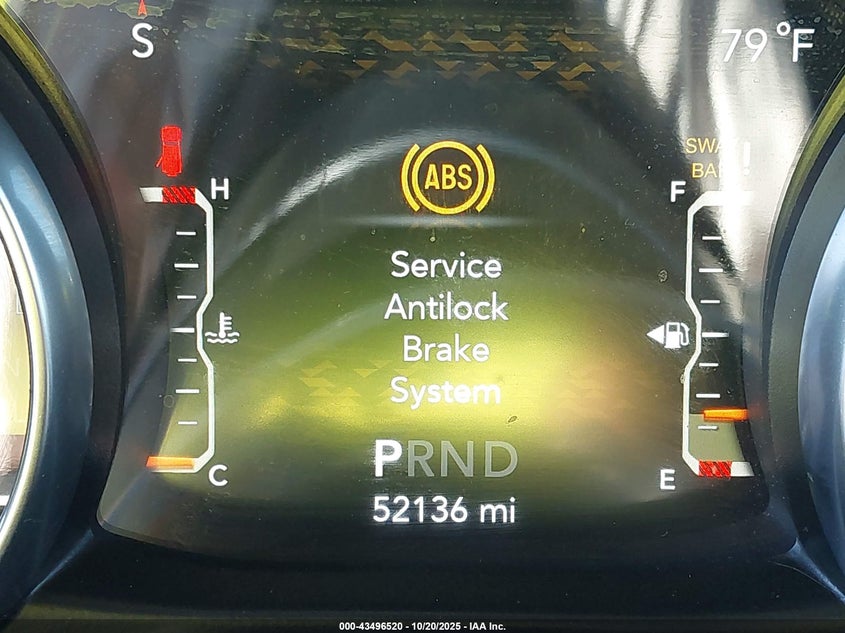 S
79°F
SWAY
BAR !
H
F
ABS
Service
Antilock
Brake
System
C
E
PRND
52136 mi
000-43496520 - 10/20/2025 - IAA Inc.